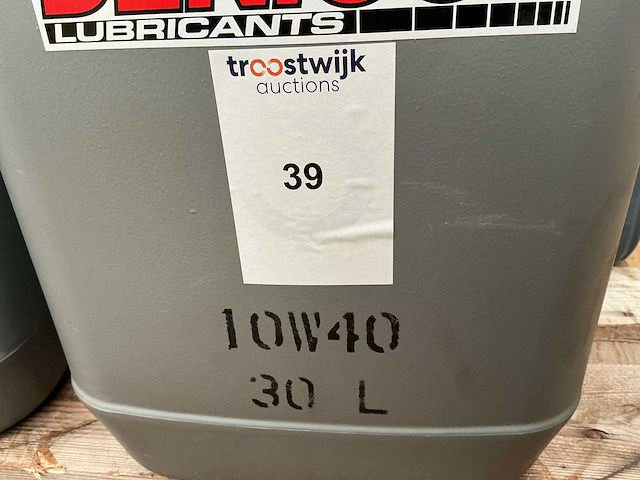 LUBRICANTS
troostwijk
auctions
39
10W40
30 L